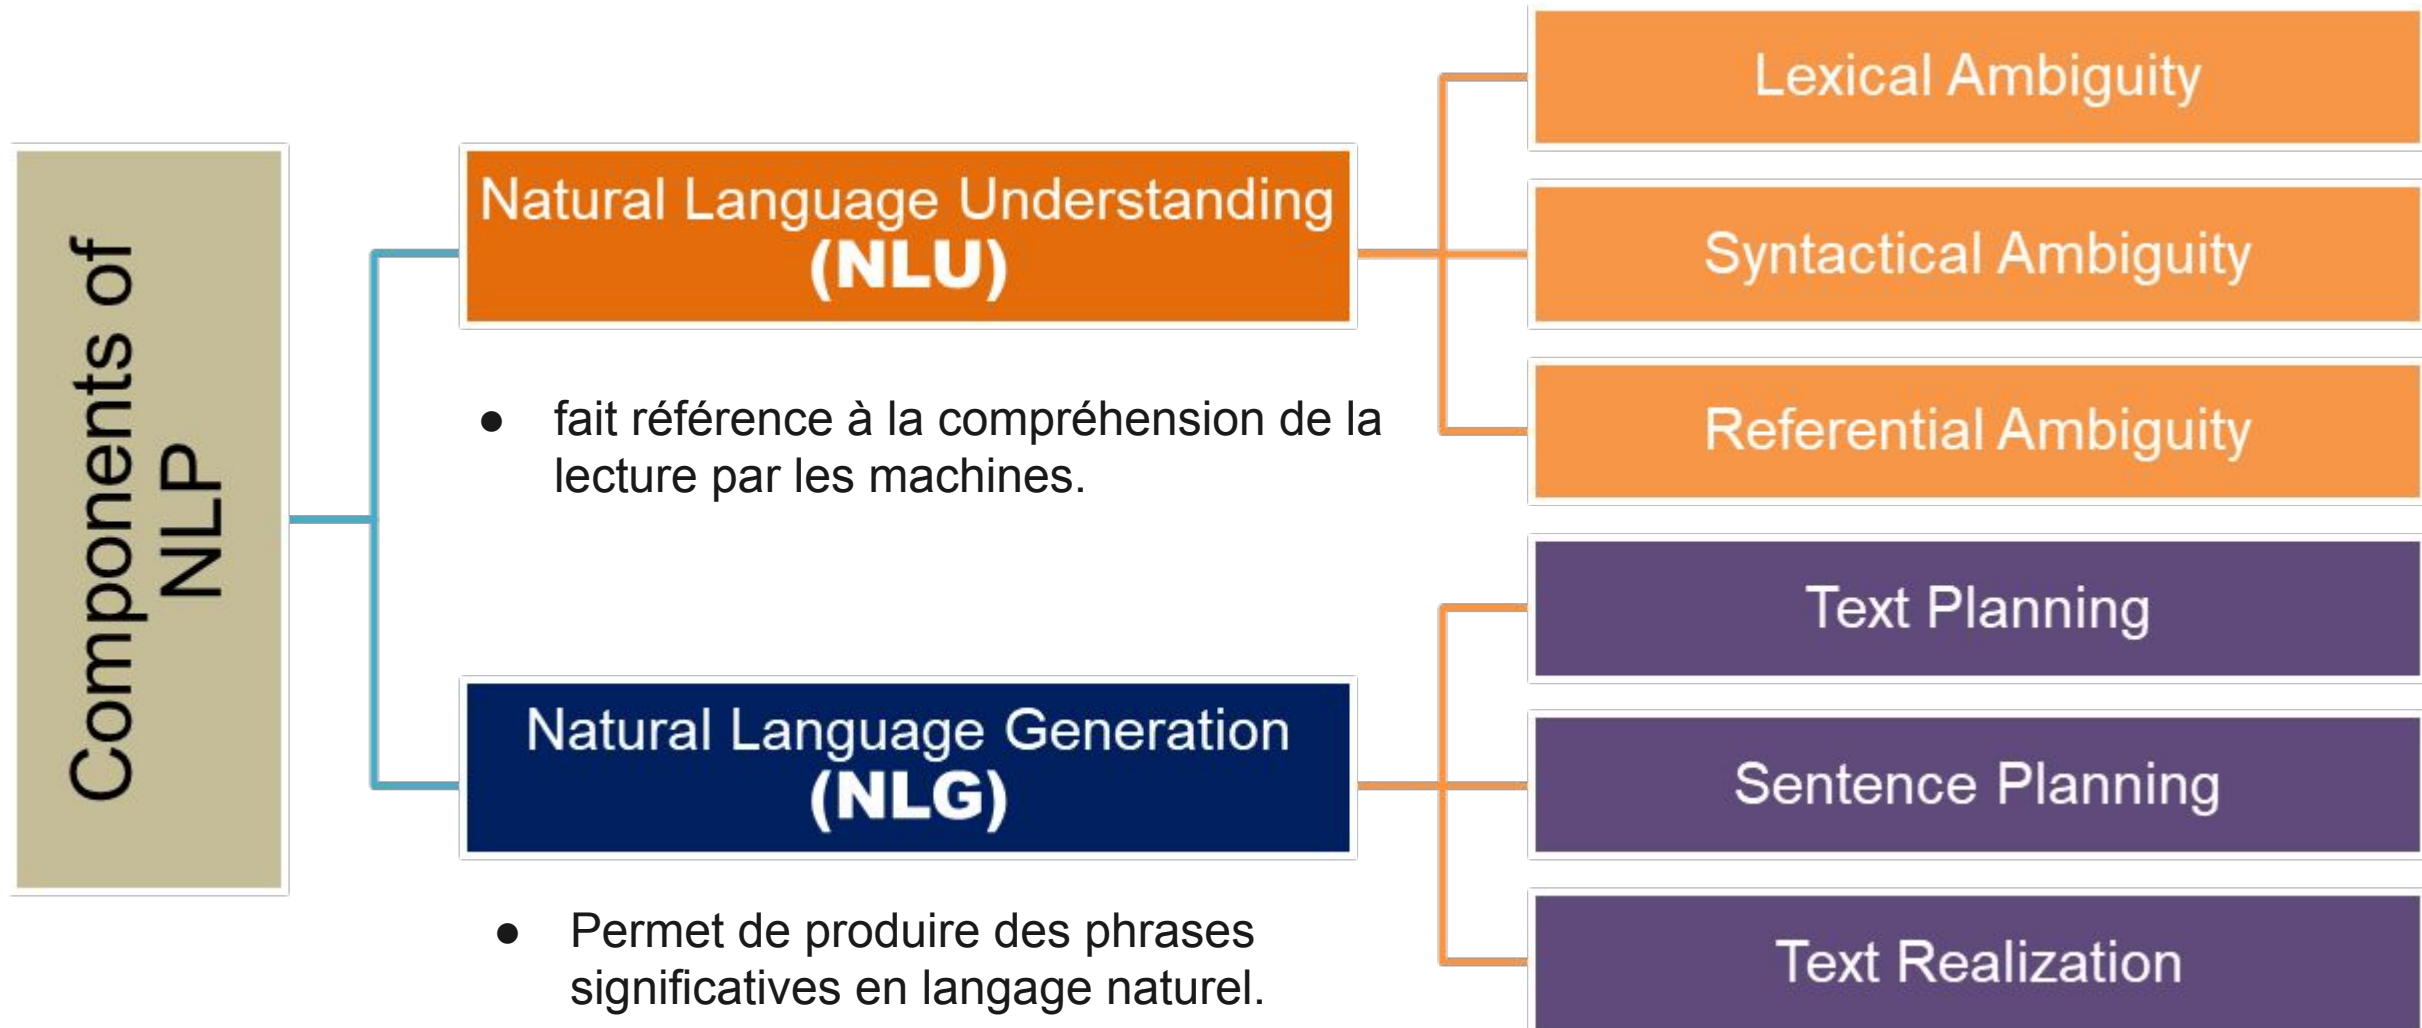 Components of
NLP
Natural Language Understanding
(NLU)
● fait référence à la compréhension de la
lecture par les machines.
Natural Language Generation
(NLG)
● Permet de produire des phrases
significatives en langage naturel.
Lexical Ambiguity
Syntactical Ambiguity
Referential Ambiguity
Text Planning
Sentence Planning
Text Realization